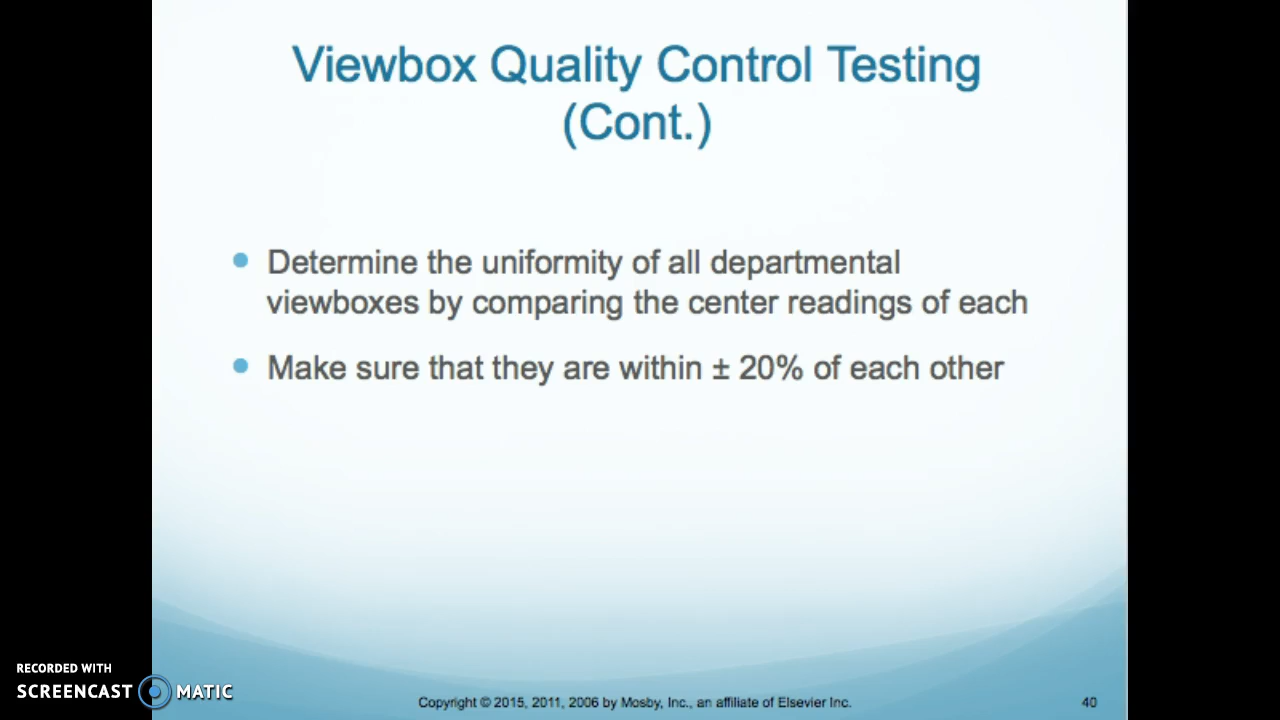 Viewbox Quality Control Testing
(Cont.)
Determine the uniformity of all departmental
viewboxes by comparing the center readings of each
Make sure that they are within ± 20% of each other
RECORDED WITH
SCREENCAST MATIC
Copyright © 2015, 2011, 2006 by Mosby, Inc., an affiliate of Elsevier Inc.
40